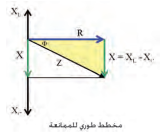 X_L
R
Φ
X
Z
X = X_L - X_C
X_C
مخطط طوري للممانعة